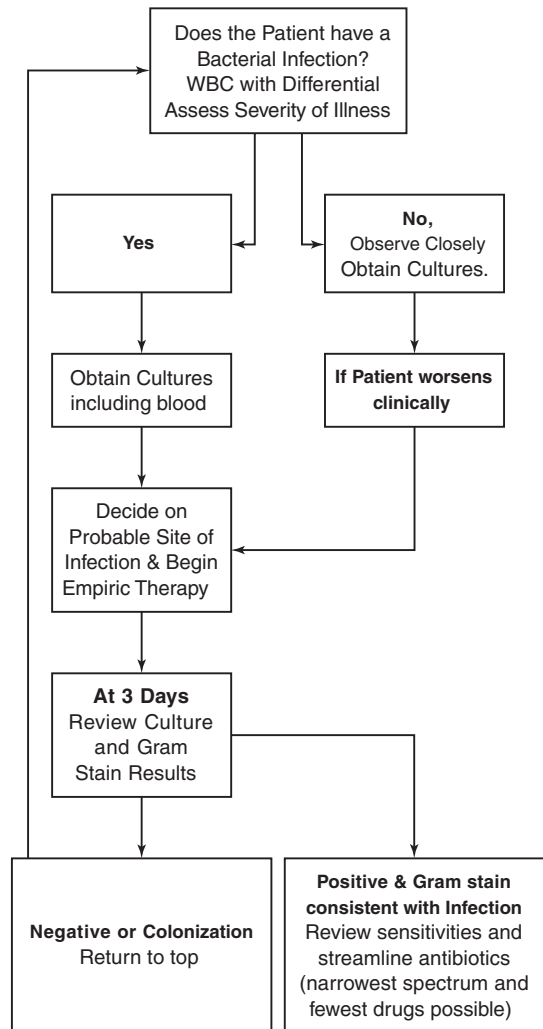 Does the Patient have a
Bacterial Infection?
WBC with Differential
Assess Severity of Illness
Yes
No,
Observe Closely
Obtain Cultures.
Obtain Cultures
including blood
If Patient worsens
clinically
Decide on
Probable Site of
Infection & Begin
Empiric Therapy
At 3 Days
Review Culture
and Gram
Stain Results
Negative or Colonization
Return to top
Positive & Gram stain
consistent with Infection
Review sensitivities and
streamline antibiotics
(narrowest spectrum and
fewest drugs possible)